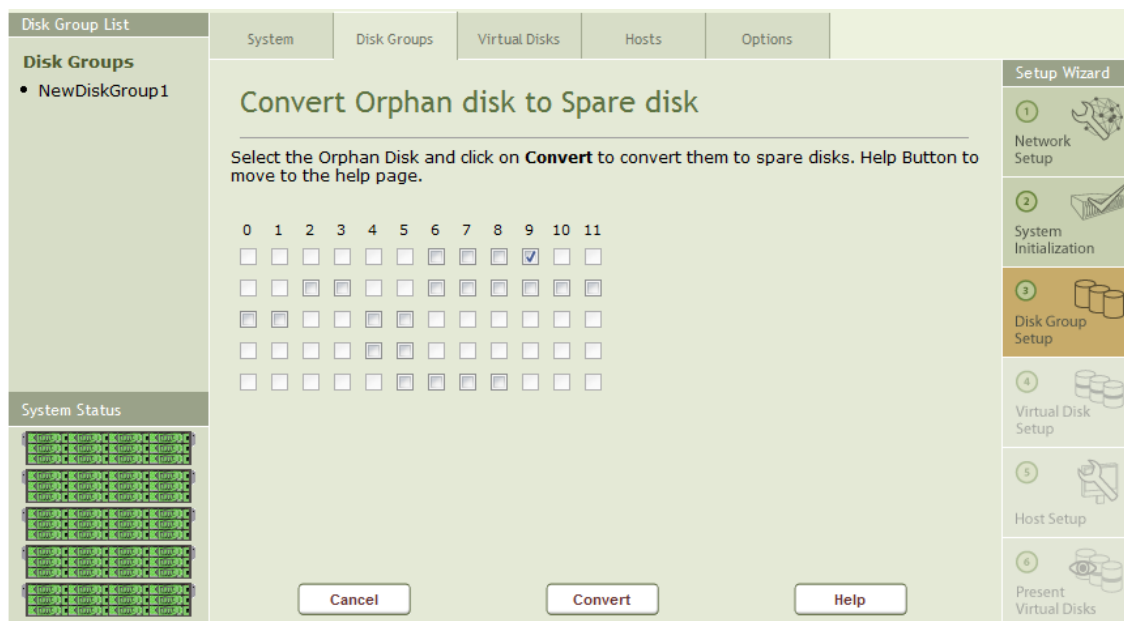 Disk Group List
Disk Groups
• NewDiskGroup1
System Status
System
Disk Groups
Virtual Disks
Hosts
Options
Convert Orphan disk to Spare disk
Select the Orphan Disk and click on Convert to convert them to spare disks. Help Button to
move to the help page.
0 1 2 3 4 5 6 7 8 9 10 11
Cancel
Convert
Help
Setup Wizard
1
Network
Setup
2
System
Initialization
3
Disk Group
Setup
4
Virtual Disk
Setup
5
Host Setup
6
Present
Virtual Disks